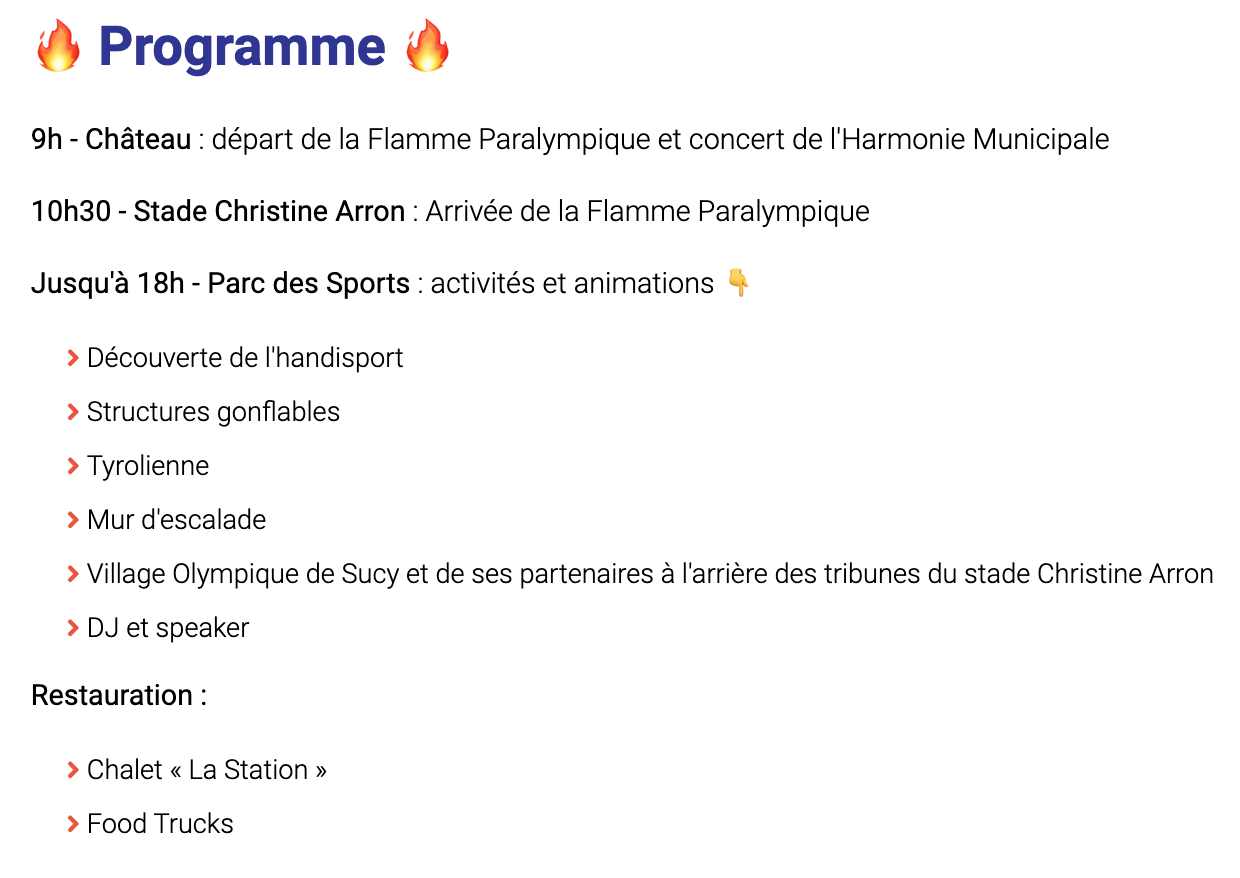 🔥 Programme 🔥
9h - Château : départ de la Flamme Paralympique et concert de l'Harmonie Municipale
10h30 - Stade Christine Arron : Arrivée de la Flamme Paralympique
Jusqu'à 18h - Parc des Sports : activités et animations 👇
Découverte de l'handisport
Structures gonflables
Tyrolienne
Mur d'escalade
Village Olympique de Sucy et de ses partenaires à l'arrière des tribunes du stade Christine Arron
DJ et speaker
Restauration :
Chalet « La Station »
Food Trucks